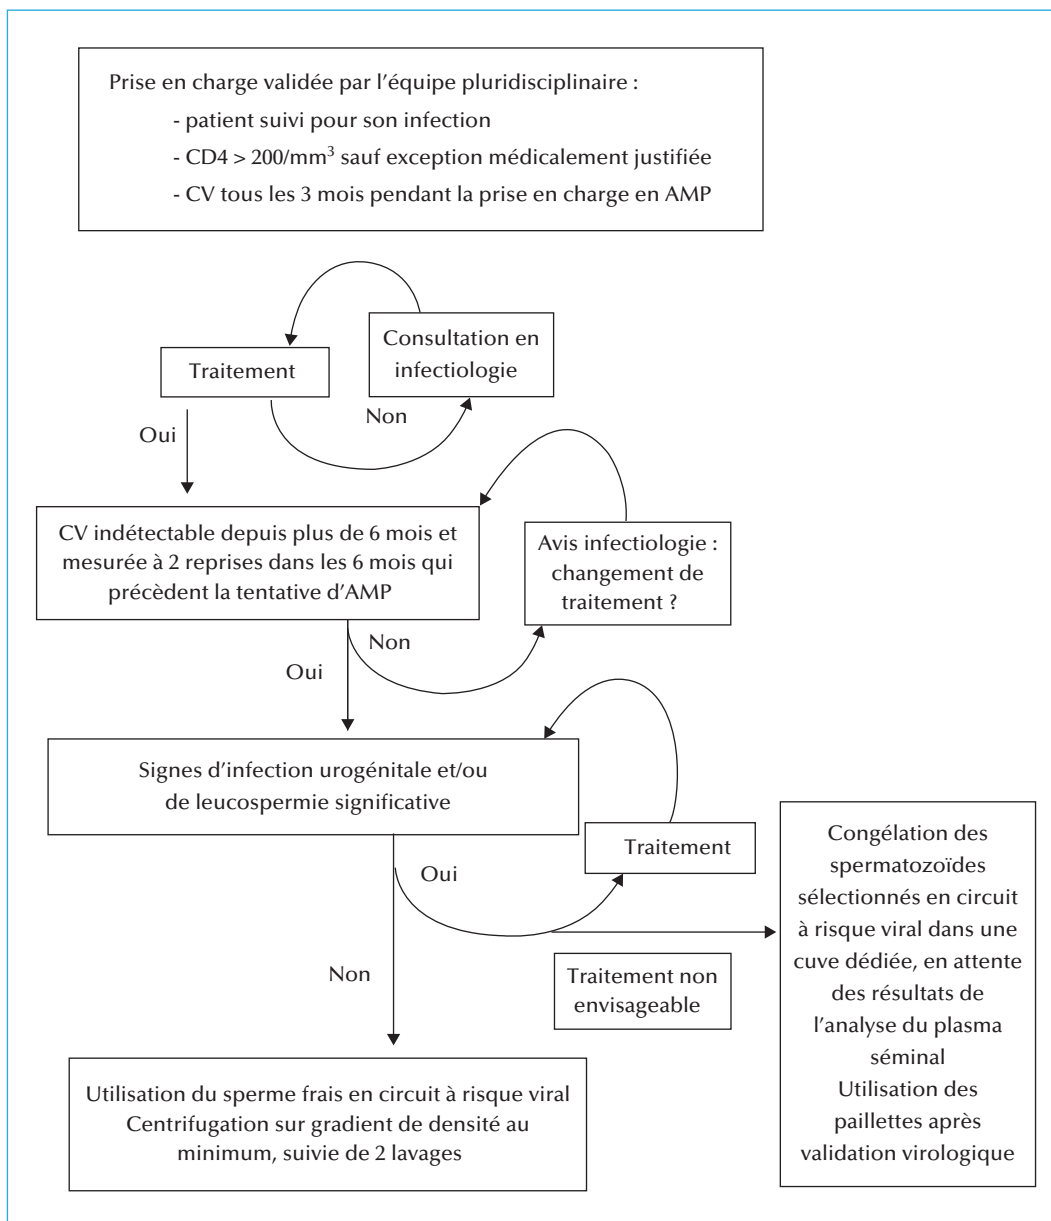 Prise en charge validée par l'équipe pluridisciplinaire :
- patient suivi pour son infection
- CD4 > 200/mm³ sauf exception médicalement justifiée
- CV tous les 3 mois pendant la prise en charge en AMP
Consultation en
infectiologie
Traitement
Non
Oui
CV indétectable depuis plus de 6 mois et
mesurée à 2 reprises dans les 6 mois qui
précèdent la tentative d'AMP
Avis infectiologie :
changement de
traitement ?
Non
Oui
Signes d'infection urogénitale et/ou
de leucospermie significative
Traitement
Oui
Non
Traitement non
envisageable
Congélation des
spermatozoïdes
sélectionnés en circuit
à risque viral dans une
cuve dédiée, en attente
des résultats de
l'analyse du plasma
séminal
Utilisation des
paillettes après
validation virologique
Utilisation du sperme frais en circuit à risque viral
Centrifugation sur gradient de densité au
minimum, suivie de 2 lavages